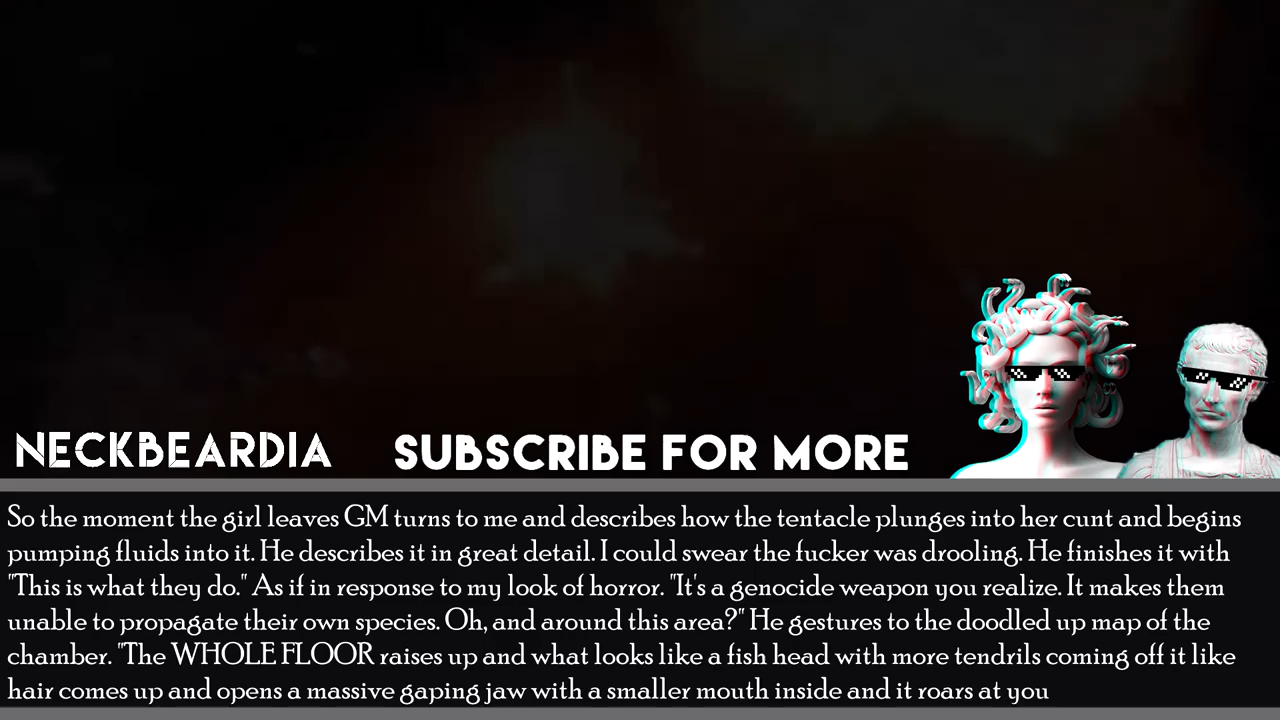 NECKBEARDIA
SUBSCRIBE FOR MORE
So the moment the girl leaves GM turns to me and describes how the tentacle plunges into her cunt and begins
pumping fluids into it. He describes it in great detail. I could swear the fucker was drooling. He finishes it with
"This is what they do." As if in response to my look of horror. "It's a genocide weapon you realize. It makes them
unable to propagate their own species. Oh, and around this area?" He gestures to the doodled up map of the
chamber. "The WHOLE FLOOR raises up and what looks like a fish head with more tendrils coming off it like
hair comes up and opens a massive gaping jaw with a smaller mouth inside and it roars at you